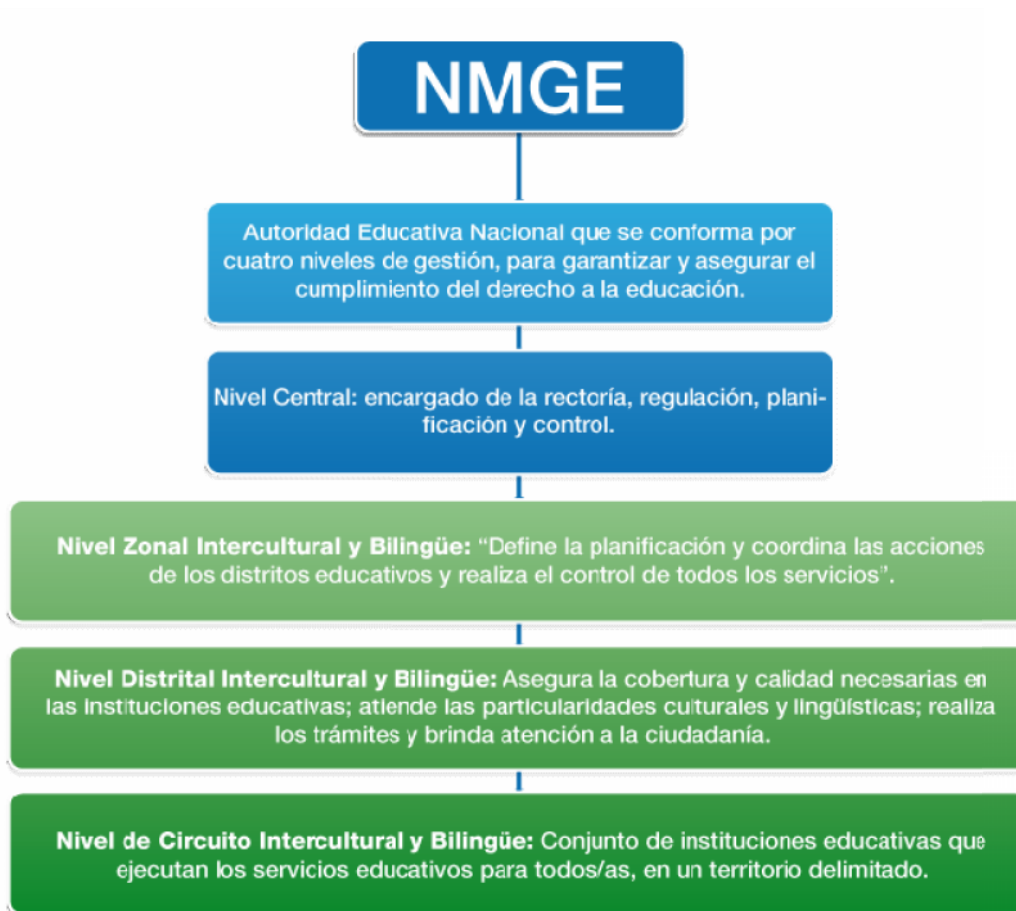 NMGE
Autoridad Educativa Nacional que se conforma por
cuatro niveles de gestión, para garantizar y asegurar el
cumplimiento del derecho a la educación.
Nivel Central: encargado de la rectoría, regulación, plani-
ficación y control.
Nivel Zonal Intercultural y Bilingüe: “Define la planificación y coordina las acciones
de los distritos educativos y realiza el control de todos los servicios”.
Nivel Distrital Intercultural y Bilingüe: Asegura la cobertura y calidad necesarias en
las instituciones educativas; atiende las particularidades culturales y lingüísticas; realiza
los trámites y brinda atención a la ciudadanía.
Nivel de Circuito Intercultural y Bilingüe: Conjunto de instituciones educativas que
ejecutan los servicios educativos para todos/as, en un territorio delimitado.